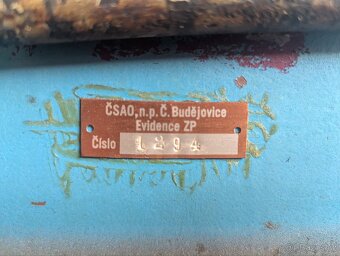 ČSAO, n.p. Č. Budějovice
Evidence ZP
Číslo 1294